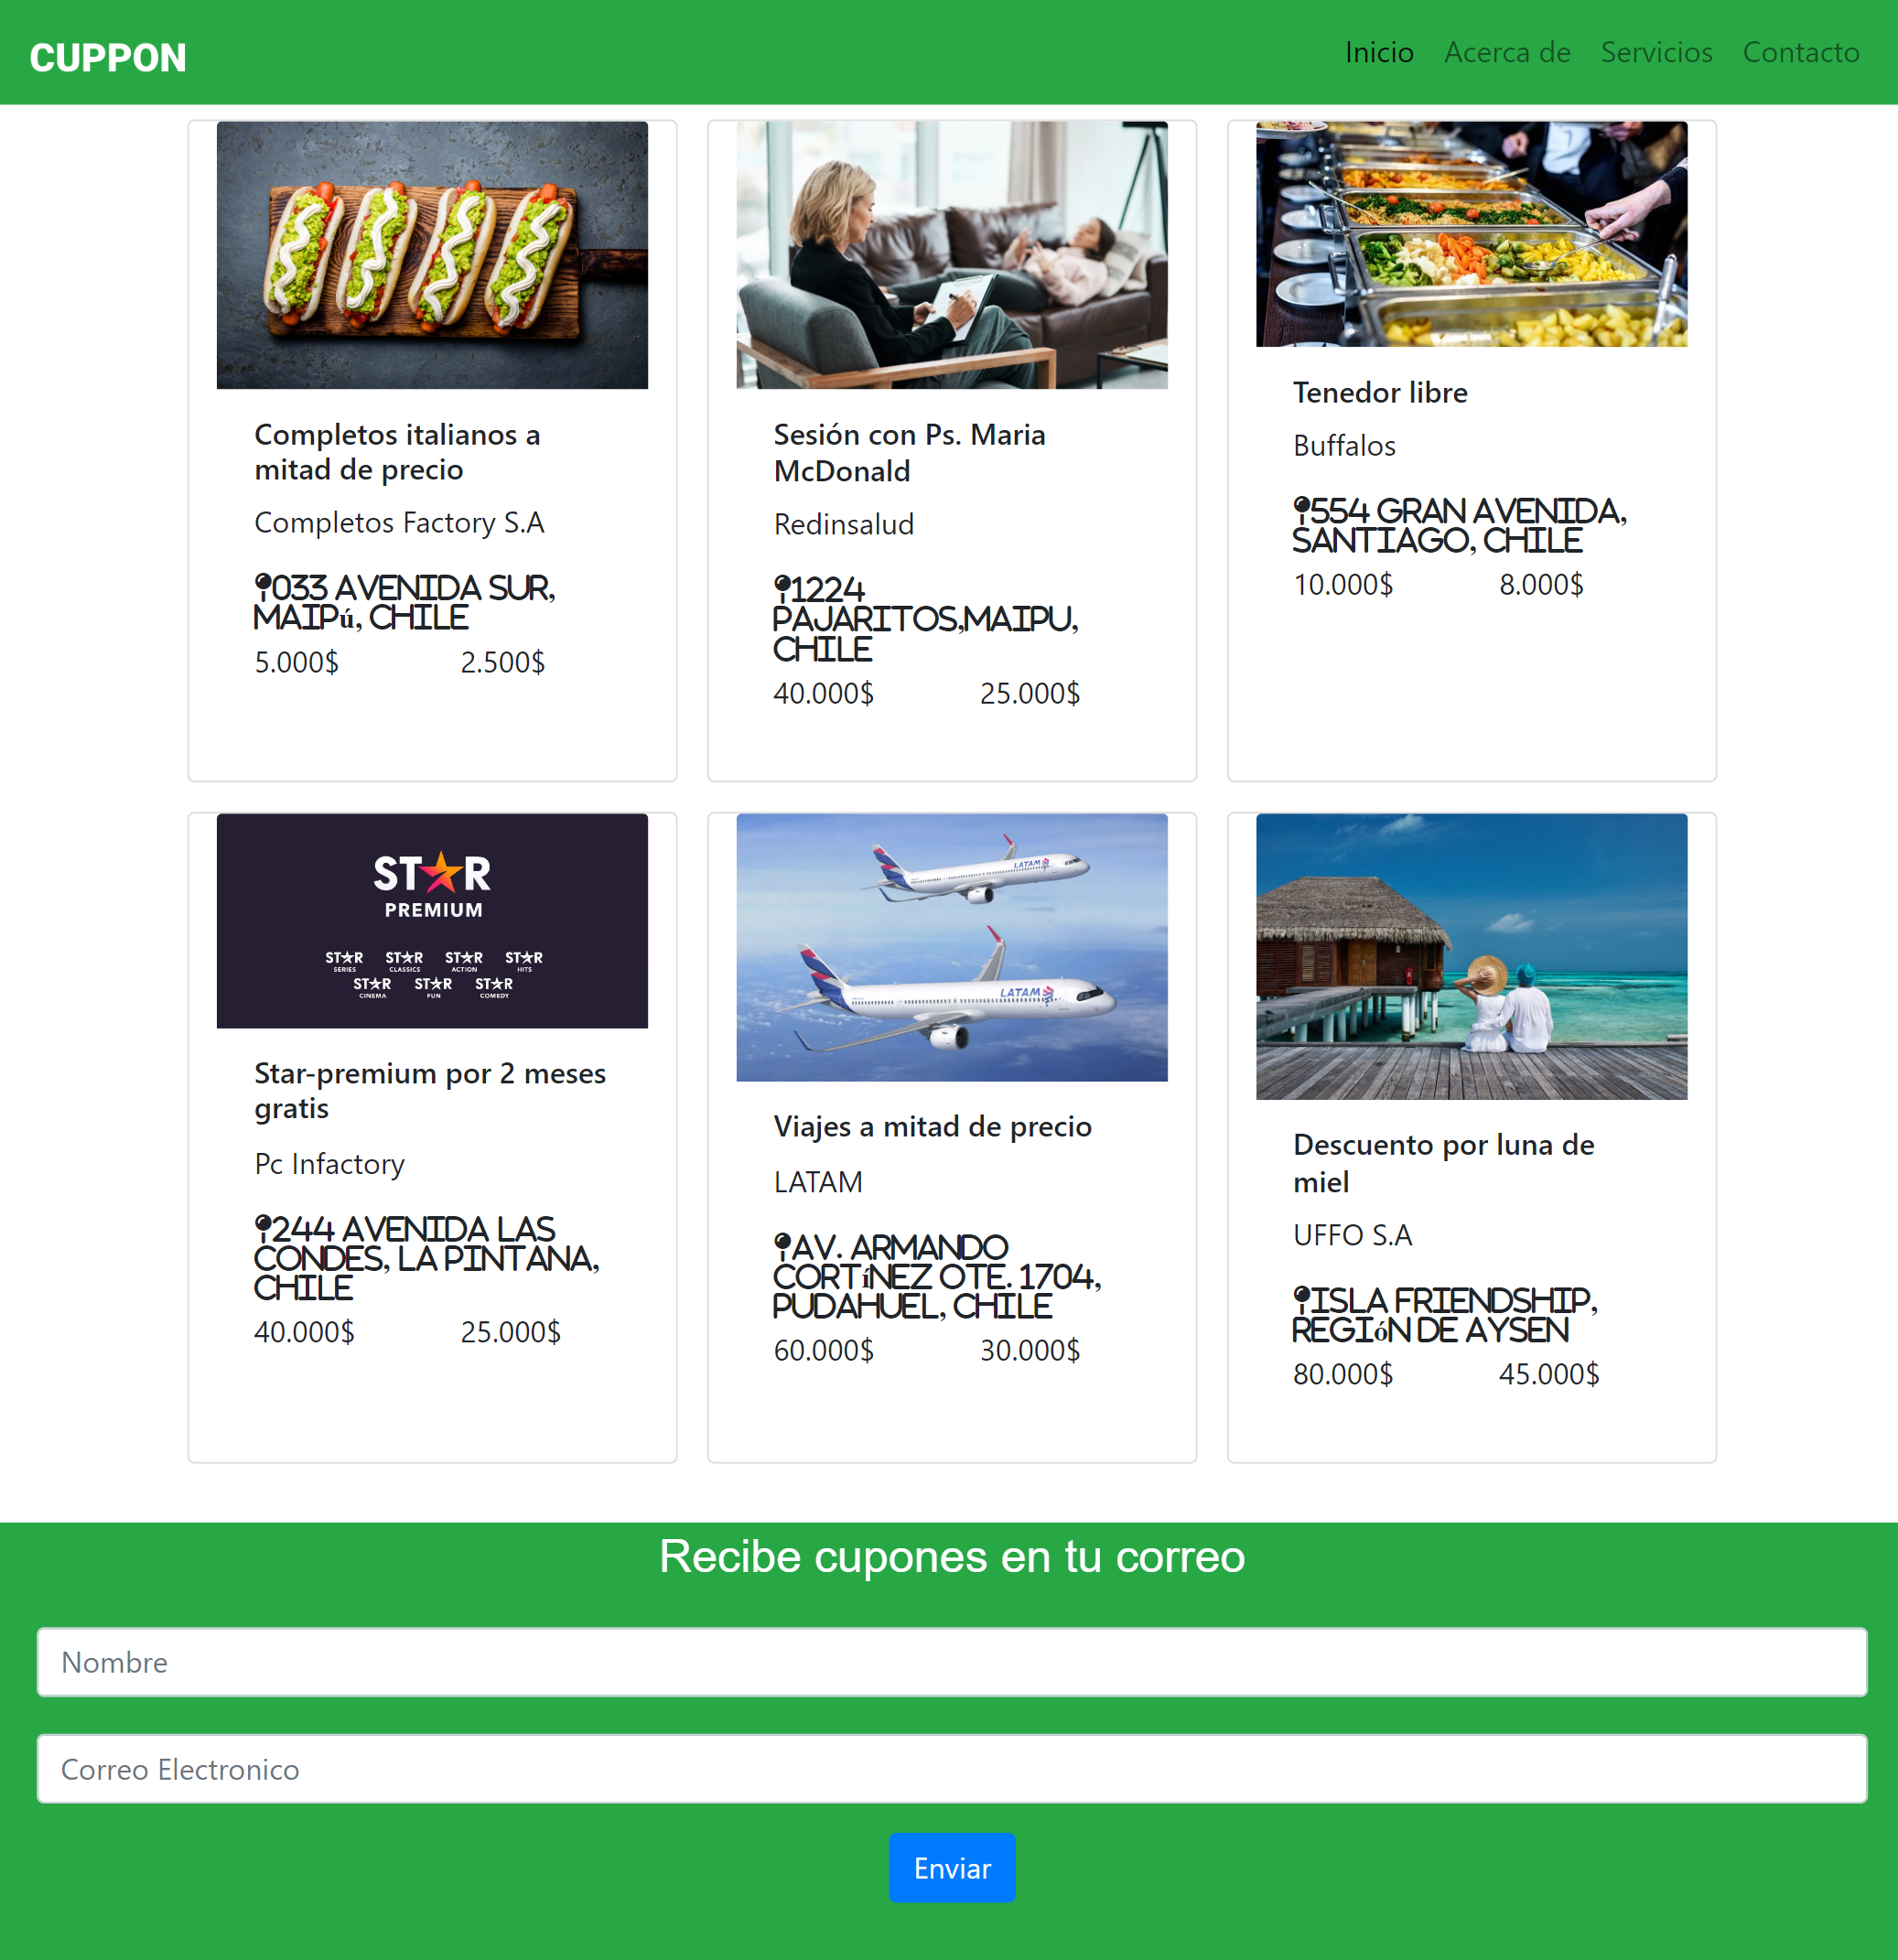 CUPPON
Inicio Acerca de Servicios Contacto
Completos italianos a
mitad de precio
Completos Factory S.A
033 AVENIDA SUR,
MAIPú, CHILE
5.000$ 2.500$
Sesión con Ps. Maria
McDonald
Redinsalud
1224
PAJARITOS,MAIPU,
CHILE
40.000$ 25.000$
Tenedor libre
Buffalos
554 GRAN AVENIDA,
SANTIAGO, CHILE
10.000$ 8.000$
STAR
PREMIUM
STAR STAR STAR STAR
SERIES CLASSICS ACTION HITS
STAR STAR STAR
CINEMA FUN COMEDY
Star-premium por 2 meses
gratis
Pc Infactory
244 AVENIDA LAS
CONDES, LA PINTANA,
CHILE
40.000$ 25.000$
LATAM
LATAM
Viajes a mitad de precio
LATAM
AV. ARMANDO
CORTíNEZ OTE. 1704,
PUDAHUEL, CHILE
60.000$ 30.000$
Descuento por luna de
miel
UFFO S.A
ISLA FRIENDSHIP,
REGIóN DE AYSEN
80.000$ 45.000$
Recibe cupones en tu correo
Nombre
Correo Electronico
Enviar